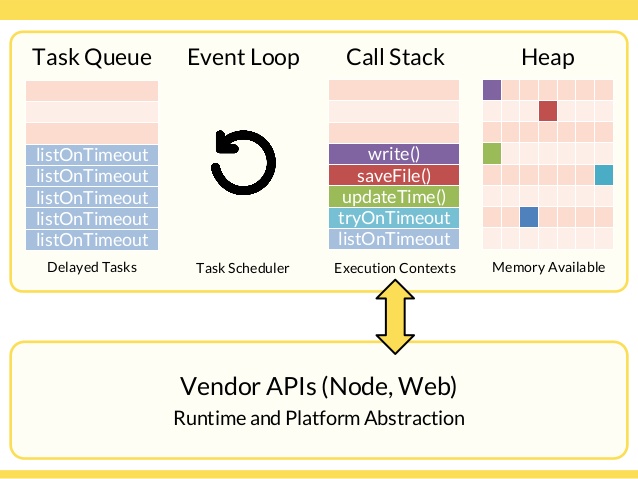 Task Queue
Event Loop
Call Stack
Heap
listOnTimeout
listOnTimeout
listOnTimeout
listOnTimeout
listOnTimeout
write()
saveFile()
updateTime()
tryOnTimeout
listOnTimeout
Delayed Tasks
Task Scheduler
Execution Contexts
Memory Available
Vendor APIs (Node, Web)
Runtime and Platform Abstraction